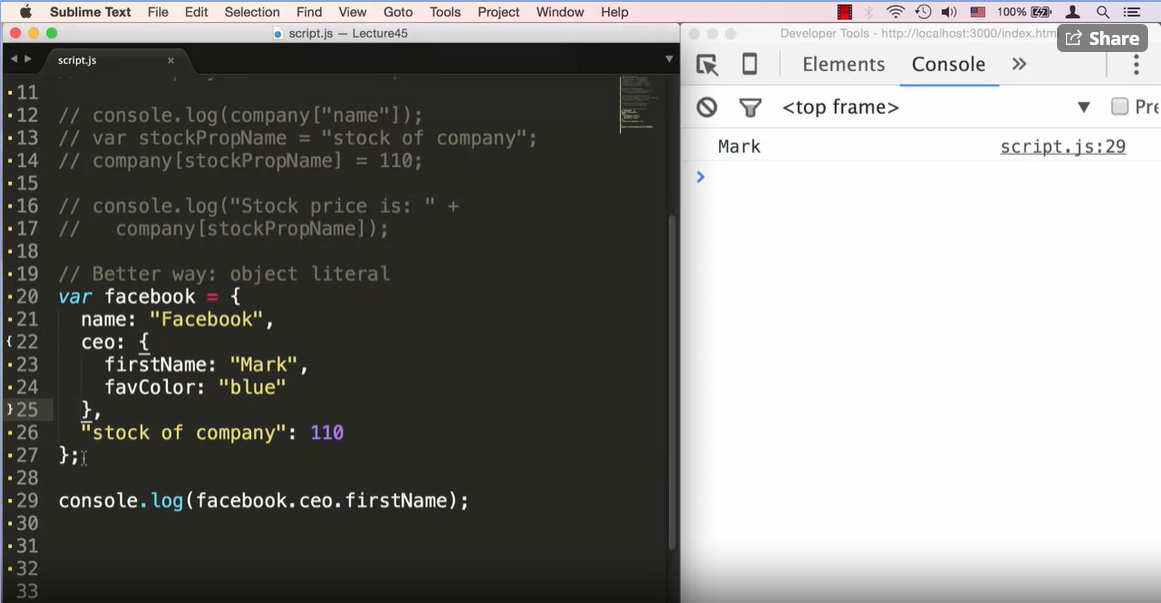 Sublime Text File Edit Selection Find View Goto Tools Project Window Help 100%
script.js — Lecture45
Developer Tools - http://localhost:3000/index.htm
Share
script.js ×
Elements Console »
<top frame> Pre
Mark script.js:29
11
12 // console.log(company["name"]);
13 // var stockPropName = "stock of company";
14 // company[stockPropName] = 110;
15
16 // console.log("Stock price is: " +
17 //   company[stockPropName]);
18
19 // Better way: object literal
20 var facebook = {
21   name: "Facebook",
22   ceo: {
23     firstName: "Mark",
24     favColor: "blue"
25   },
26   "stock of company": 110
27 };
28
29 console.log(facebook.ceo.firstName);
30
31
32
33